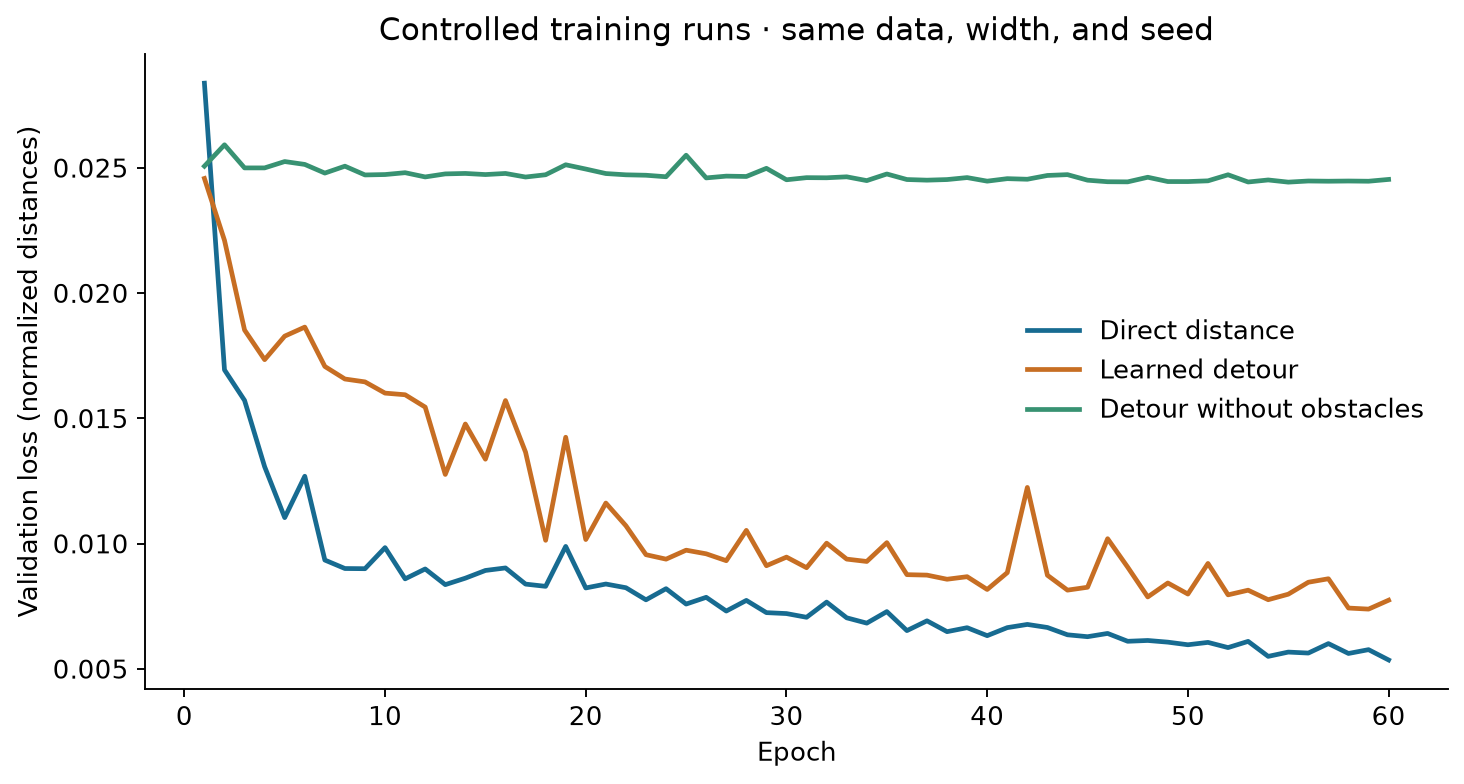 Controlled training runs · same data, width, and seed
Validation loss (normalized distances)
0.025
0.020
0.015
0.010
0.005
Direct distance
Learned detour
Detour without obstacles
0 10 20 30 40 50 60
Epoch